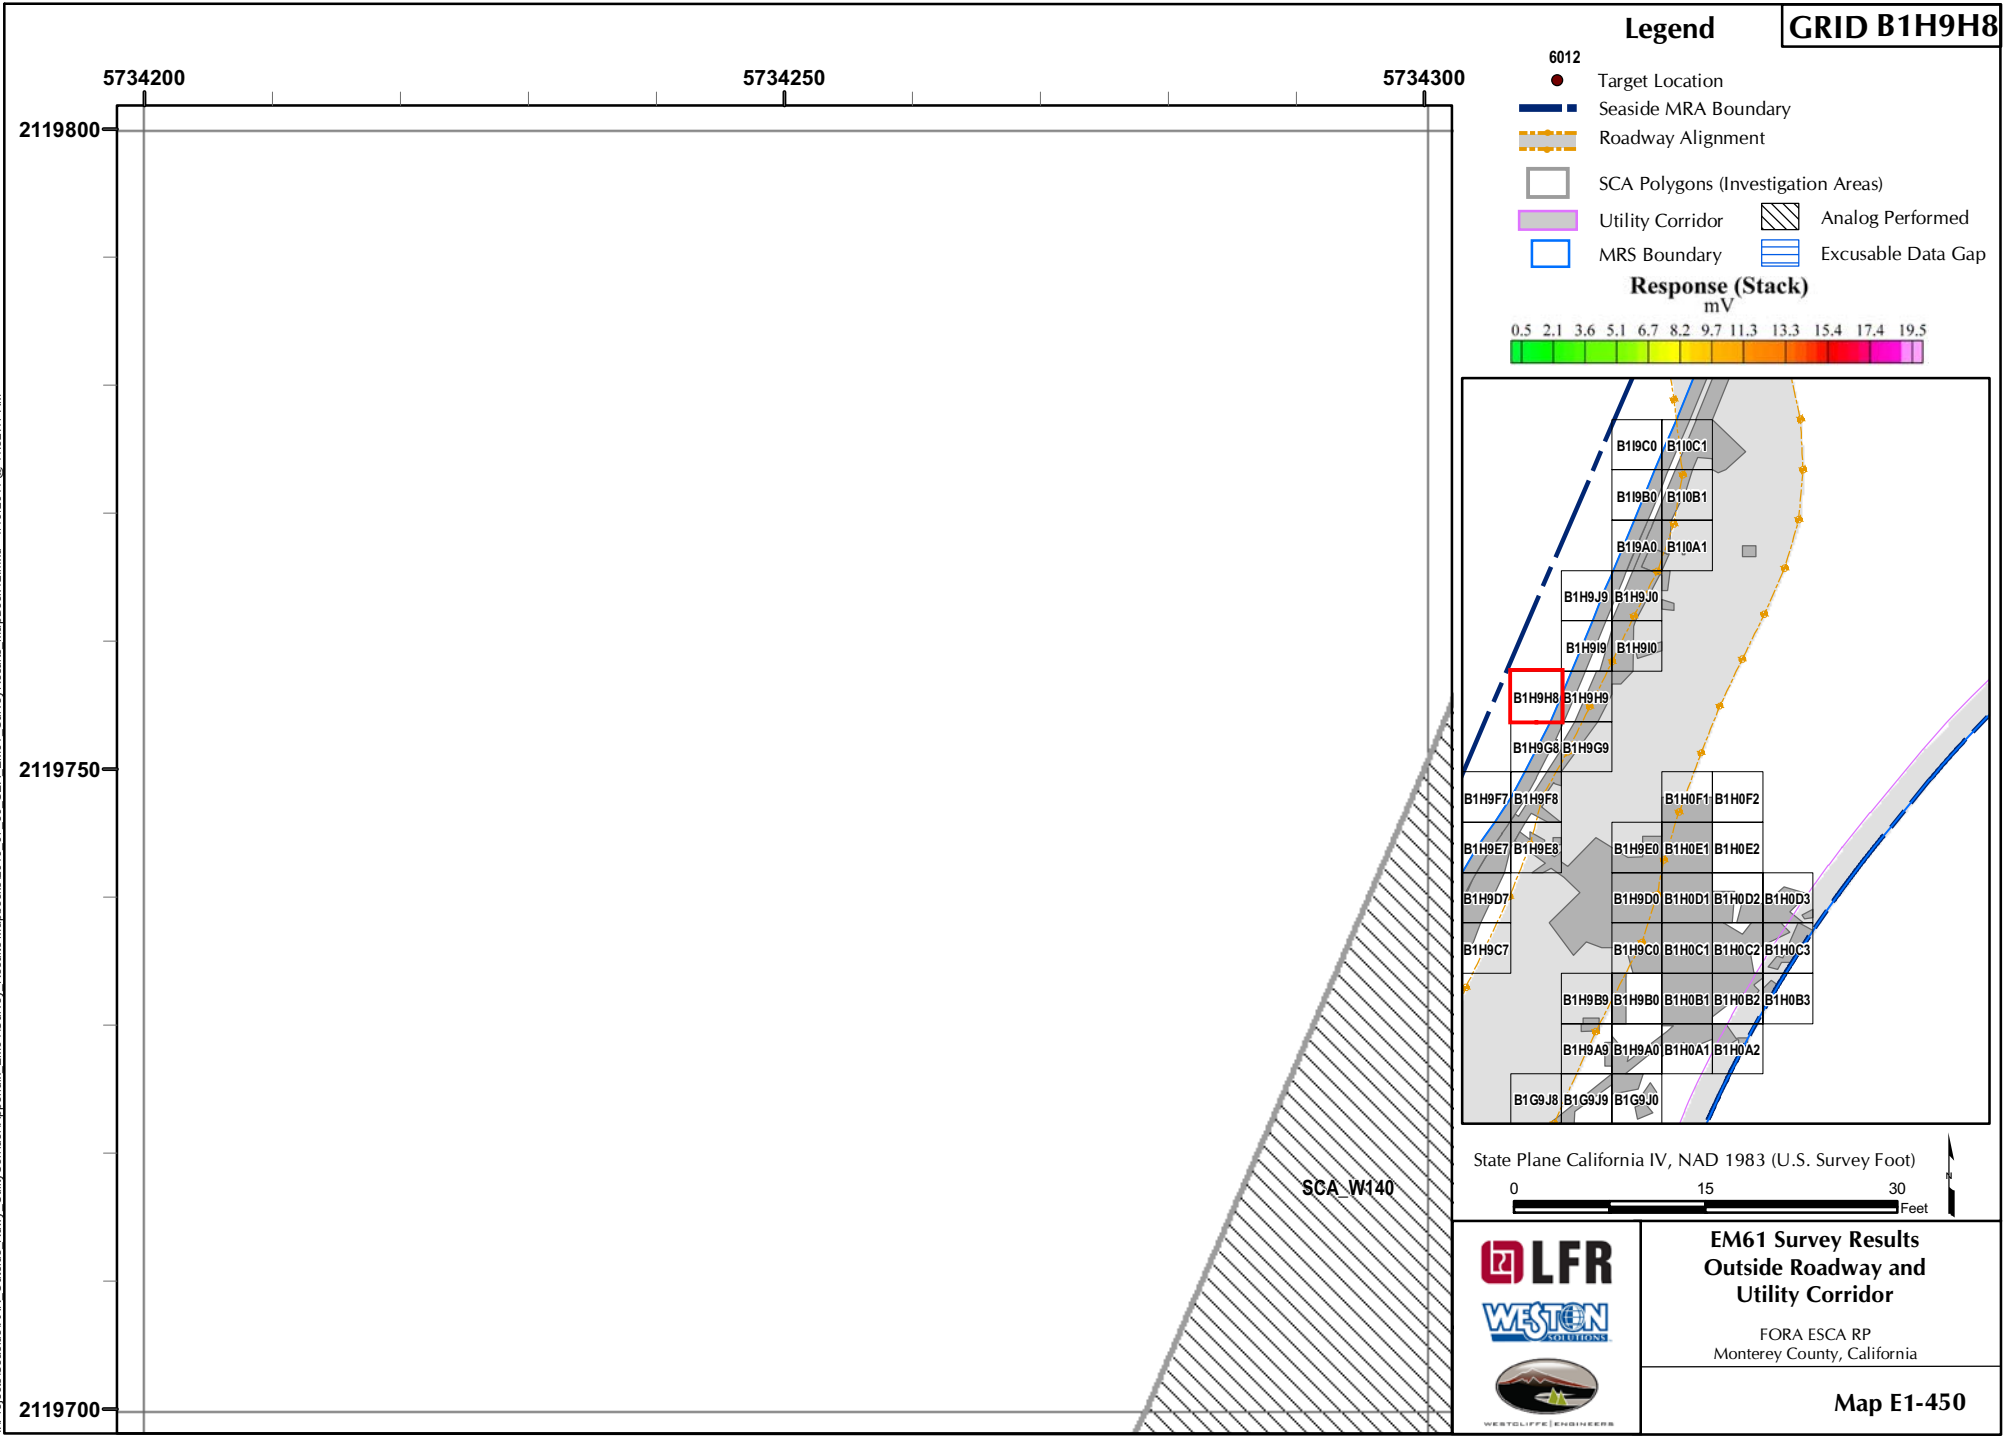 GRID B1H9H8
Legend
6012
Target Location
Seaside MRA Boundary
Roadway Alignment
SCA Polygons (Investigation Areas)
Utility Corridor
Analog Performed
MRS Boundary
Excusable Data Gap
Response (Stack)
mV
0.5 2.1 3.6 5.1 6.7 8.2 9.7 11.3 13.3 15.4 17.4 19.5
5734200 5734250 5734300
2119800
2119750
2119700
SCA_W140
B1I9C0 B1I0C1
B1I9B0 B1I0B1
B1I9A0 B1I0A1
B1H9J9 B1H9J0
B1H9I9 B1H9I0
B1H9H8 B1H9H9
B1H9G8 B1H9G9
B1H9F7 B1H9F8 B1H0F1 B1H0F2
B1H9E7 B1H9E8 B1H9E0 B1H0E1 B1H0E2
B1H9D7 B1H9D0 B1H0D1 B1H0D2 B1H0D3
B1H9C7 B1H9C0 B1H0C1 B1H0C2 B1H0C3
B1H9B9 B1H9B0 B1H0B1 B1H0B2 B1H0B3
B1H9A9 B1H9A0 B1H0A1 B1H0A2
B1G9J8 B1G9J9 B1G9J0
State Plane California IV, NAD 1983 (U.S. Survey Foot)
0 15 30
Feet
N
LFR
WESTON
SOLUTIONS
WESTCLIFFE ENGINEERS
EM61 Survey Results
Outside Roadway and
Utility Corridor
FORA ESCA RP
Monterey County, California
Map E1-450